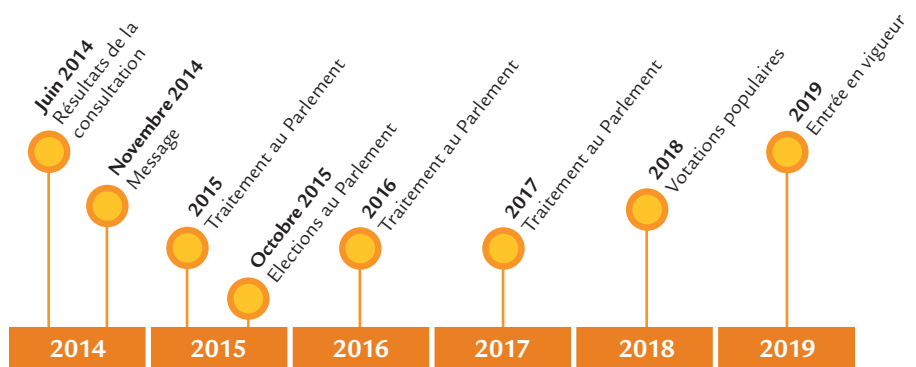 Juin 2014
Résultats de la
consultation
Novembre 2014
Message
2015
Traitement au Parlement
Octobre 2015
Elections au Parlement
2016
Traitement au Parlement
2017
Traitement au Parlement
2018
Votations populaires
2019
Entrée en vigueur
2014
2015
2016
2017
2018
2019